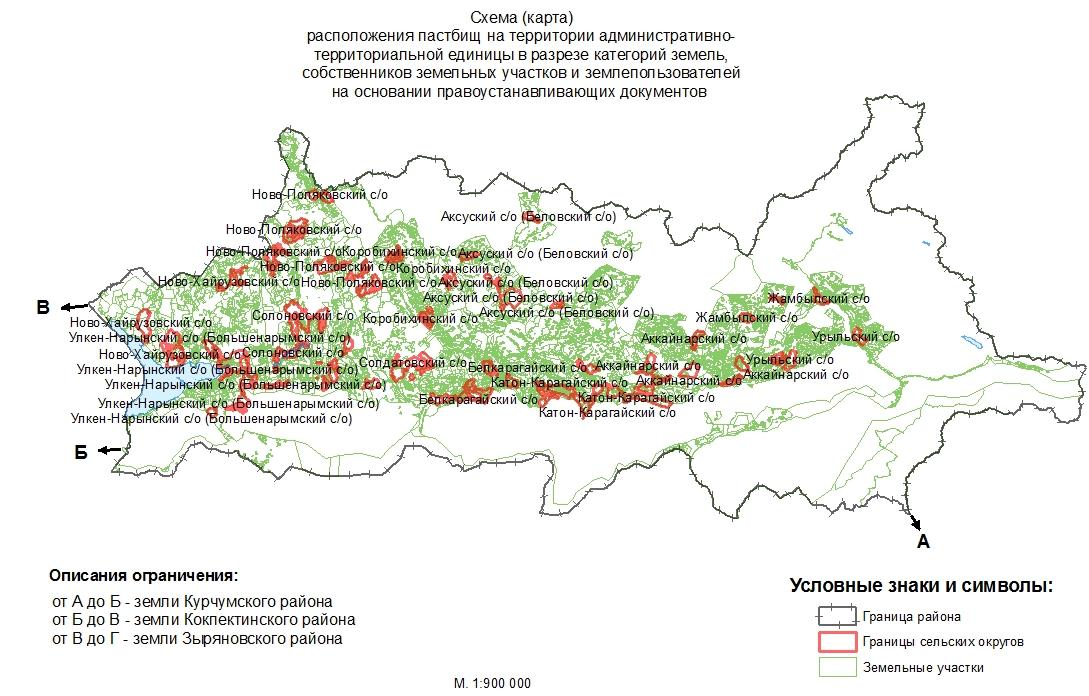 Схема (карта)
расположения пастбищ на территории административно-
территориальной единицы в разрезе категорий земель,
собственников земельных участков и землепользователей
на основании правоустанавливающих документов
Ново-Поляковский с/о
Аксуский с/о (Беловский с/о)
Ново-Поляковский с/о
Ново-Поляковский с/о
Коробихинский с/о
Аксуский с/о (Беловский с/о)
Ново-Поляковский с/о
Коробихинский с/о
Ново-Хайрузовский с/о
Ново-Поляковский с/о
Аксуский с/о (Беловский с/о)
Аксуский с/о (Беловский с/о)
Жамбылский с/о
В
Солоновский с/о
Коробихинский с/о
Аксуский с/о (Беловский с/о)
Жамбылский с/о
Ново-Хайрузовский с/о
Улкен-Нарынский с/о (Большенарымский с/о)
Аккайнарский с/о
Урыльский с/о
Ново-Хайрузовский с/о
Солоновский с/о
Солдатовский с/о
Белкарагайский с/о
Аккайнарский с/о
Урыльский с/о
Улкен-Нарынский с/о (Большенарымский с/о)
Аккайнарский с/о
Улкен-Нарынский с/о (Большенарымский с/о)
Катон-Карагайский с/о
Аккайнарский с/о
Улкен-Нарынский с/о (Большенарымский с/о)
Белкарагайский с/о
Катон-Карагайский с/о
Улкен-Нарынский с/о (Большенарымский с/о)
Катон-Карагайский с/о
Б
А
Описания ограничения:
от А до Б - земли Курчумского района
от Б до В - земли Кокпектинского района
от В до Г - земли Зыряновского района
Условные знаки и символы:
Граница района
Границы сельских округов
Земельные участки
М. 1:900 000